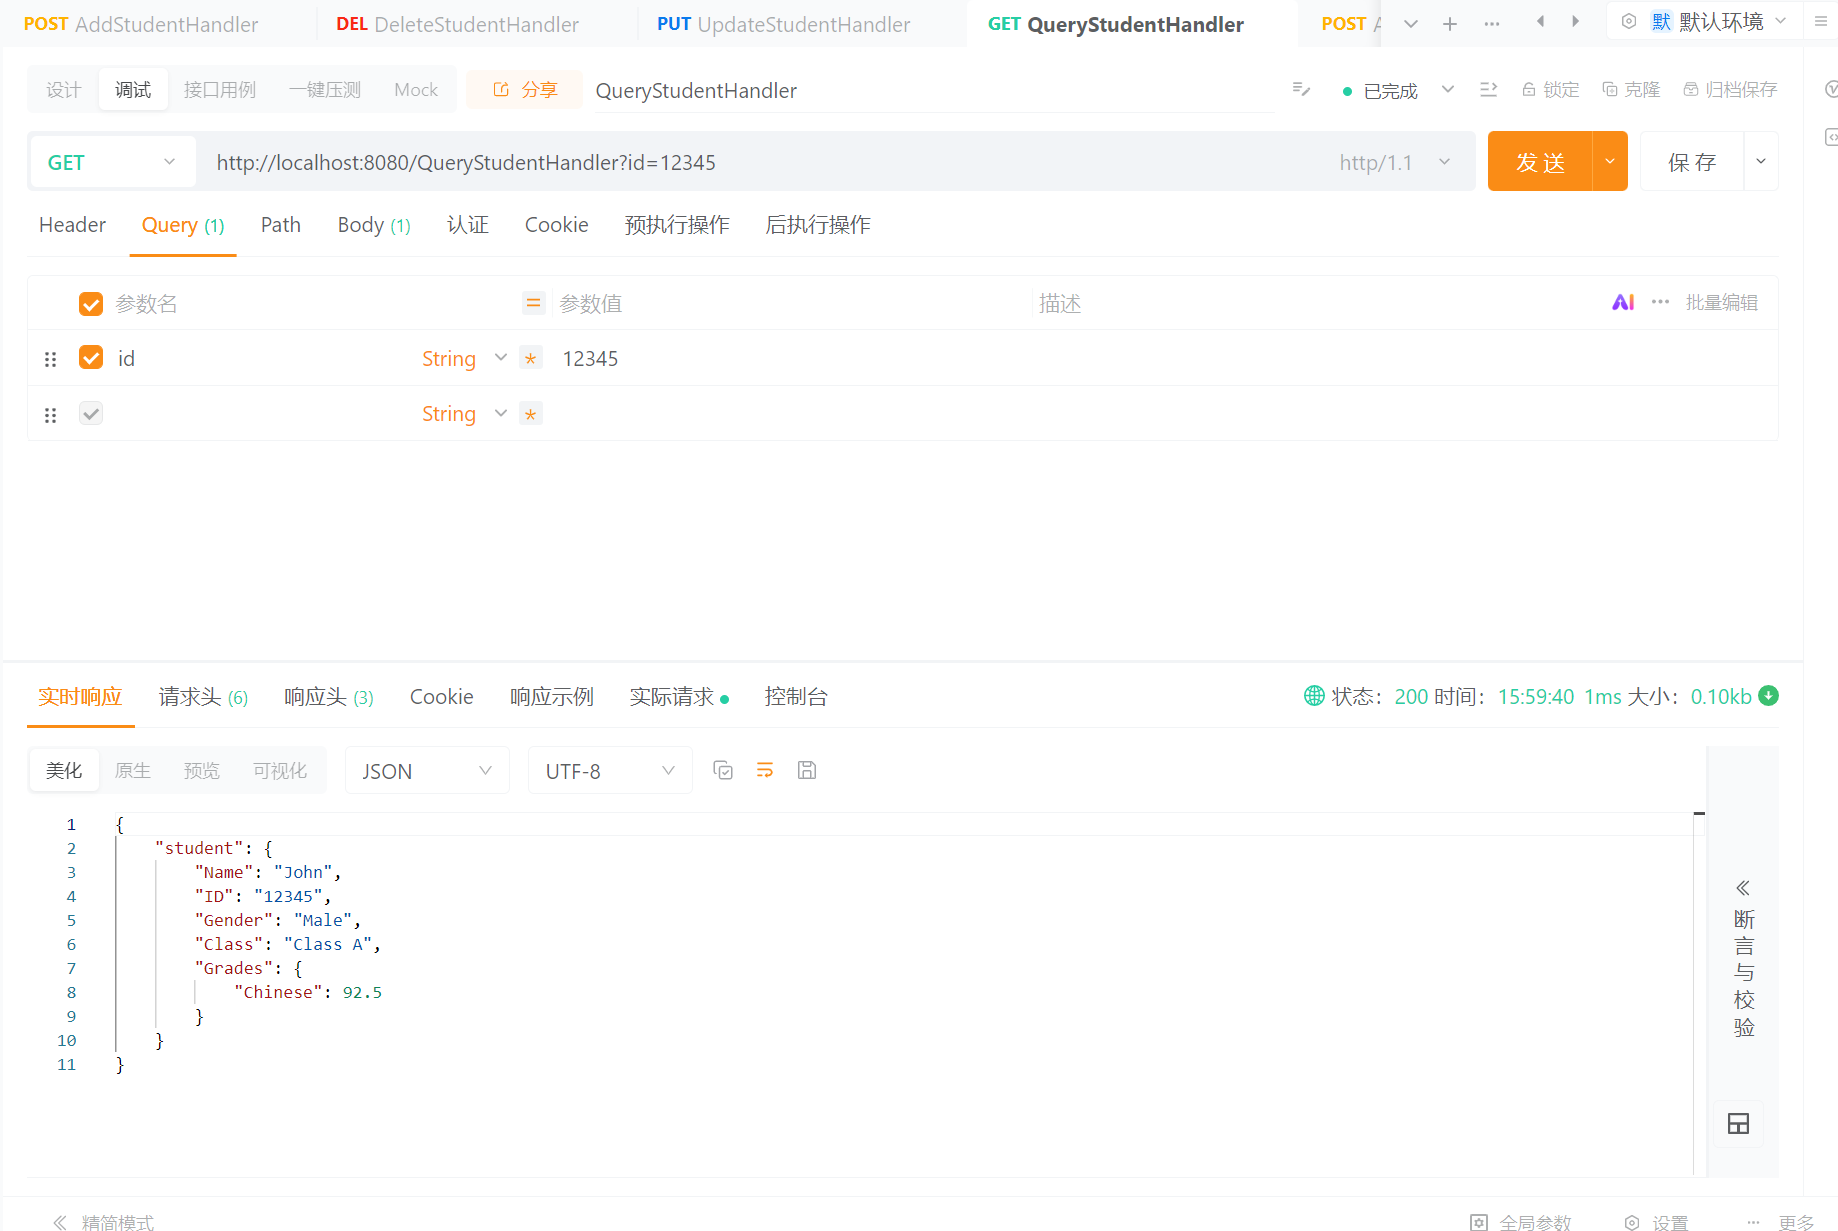 POST AddStudentHandler DEL DeleteStudentHandler PUT UpdateStudentHandler GET QueryStudentHandler POST 默 默认环境
设计 调试 接口用例 一键压测 Mock 分享 QueryStudentHandler 已完成 锁定 克隆 归档保存
GET http://localhost:8080/QueryStudentHandler?id=12345 http/1.1 发 送 保 存
Header Query (1) Path Body (1) 认证 Cookie 预执行操作 后执行操作
参数名 = 参数值 描述 AI ··· 批量编辑
id String * 12345
String *
实时响应 请求头 (6) 响应头 (3) Cookie 响应示例 实际请求 控制台 状态： 200 时间： 15:59:40 1ms 大小： 0.10kb
美化 原生 预览 可视化 JSON UTF-8
1 {
2 "student": {
3 "Name": "John",
4 "ID": "12345",
5 "Gender": "Male",
6 "Class": "Class A",
7 "Grades": {
8 "Chinese": 92.5
9 }
10 }
11 }
断言与校验
精简模式 全局参数 设置 ··· 更多